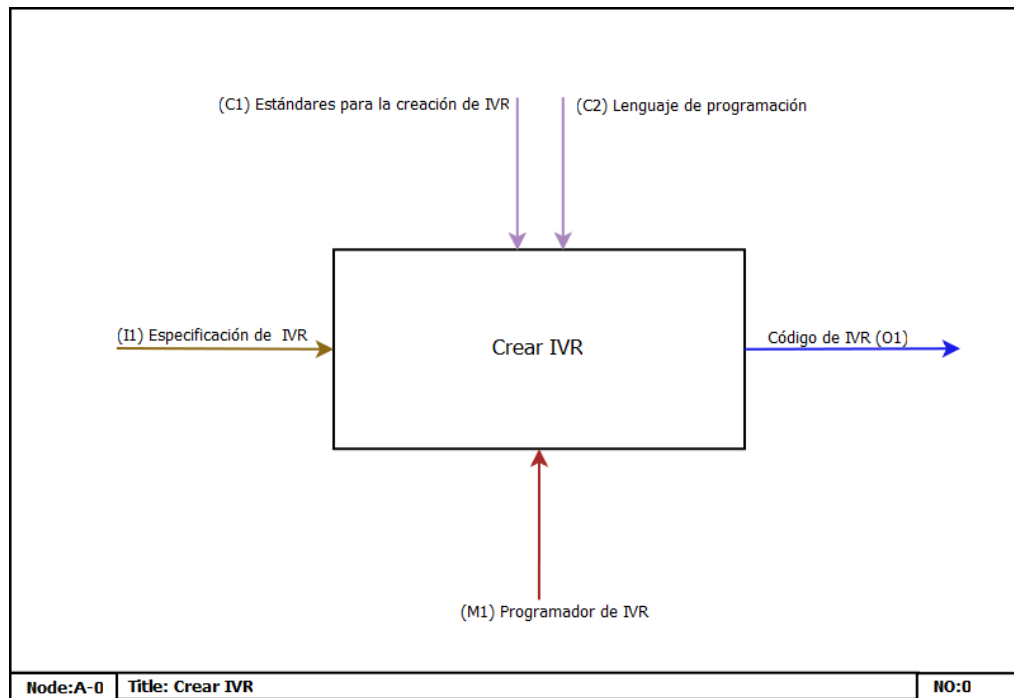 (C1) Estándares para la creación de IVR
(C2) Lenguaje de programación
(I1) Especificación de IVR
Crear IVR
Código de IVR (O1)
(M1) Programador de IVR
Node:A-0
Title: Crear IVR
NO:0